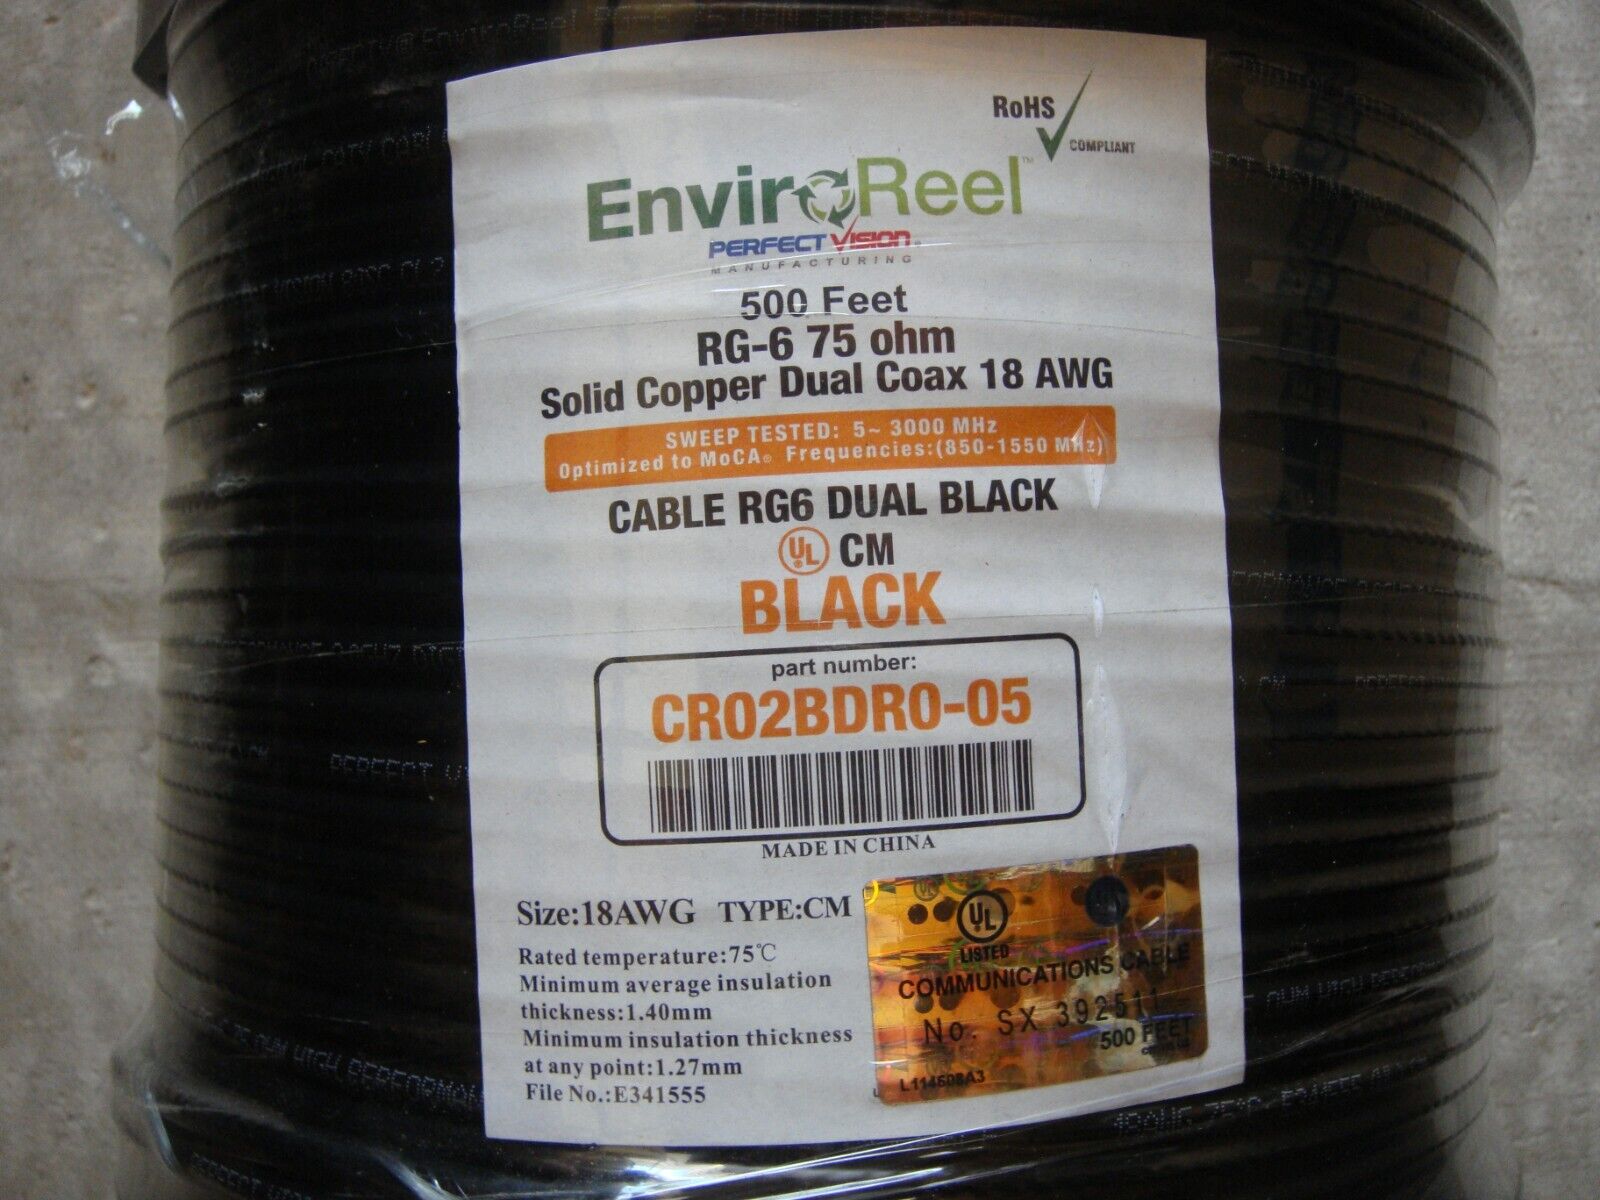 RoHS
COMPLIANT
EnviroReel™
PERFECT VISION®
MANUFACTURING
500 Feet
RG-6 75 ohm
Solid Copper Dual Coax 18 AWG
SWEEP TESTED: 5~ 3000 MHz
Optimized to MoCA® Frequencies:(850-1550 MHz)
CABLE RG6 DUAL BLACK
UL CM
BLACK
part number:
CR02BDR0-05
MADE IN CHINA
Size:18AWG TYPE:CM
Rated temperature:75℃
Minimum average insulation
thickness:1.40mm
Minimum insulation thickness
at any point:1.27mm
File No.:E341555
UL
LISTED
COMMUNICATIONS CABLE
No. SX 392511
500 FEET
L114608A3